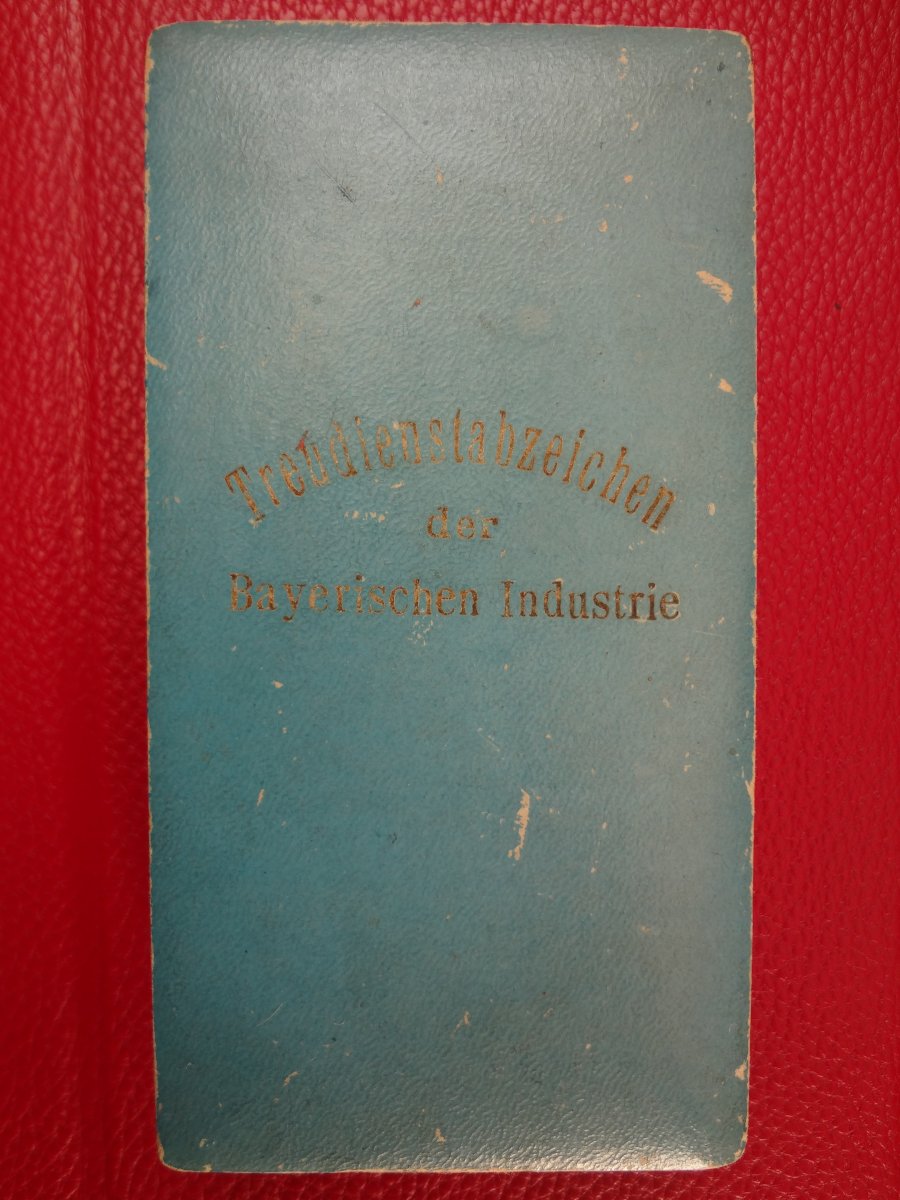 Treudienstabzeichen
der
Bayerischen Industrie